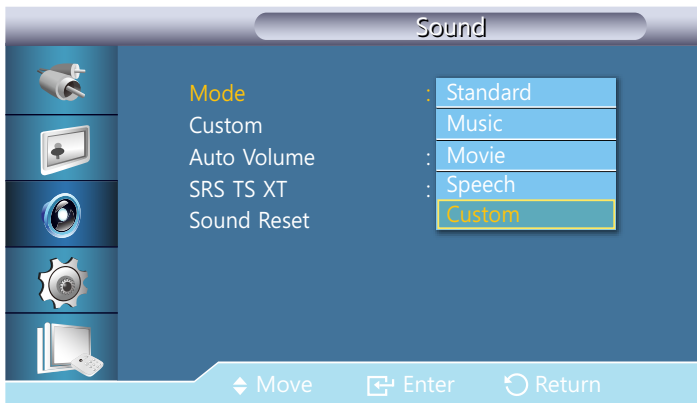 Sound
Mode : Standard
Custom Music
Auto Volume : Movie
SRS TS XT : Speech
Sound Reset Custom
Move Enter Return